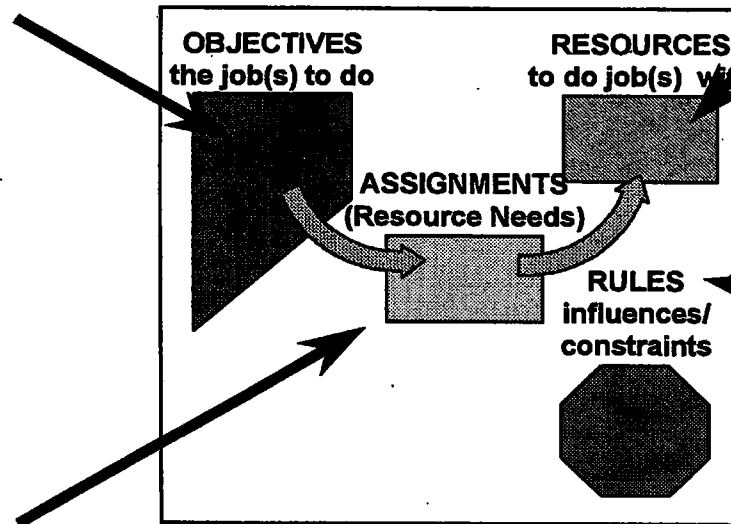 OBJECTIVES
the job(s) to do
RESOURCES
to do job(s)
ASSIGNMENTS
(Resource Needs)
RULES
influences/
constraints